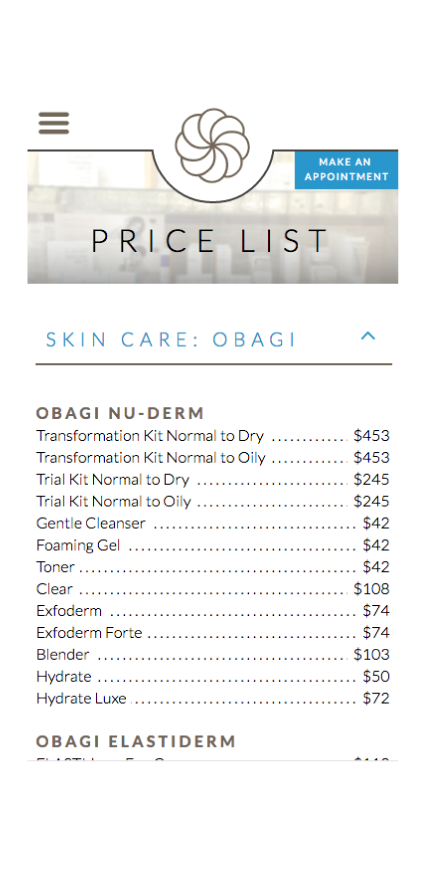 MAKE AN
APPOINTMENT
PRICE LIST
SKIN CARE: OBAGI
OBAGI NU-DERM
Transformation Kit Normal to Dry ............ $453
Transformation Kit Normal to Oily ............ $453
Trial Kit Normal to Dry ........................ $245
Trial Kit Normal to Oily ........................ $245
Gentle Cleanser ................................ $42
Foaming Gel .................................... $42
Toner ............................................ $42
Clear ........................................... $108
Exfoderm ....................................... $74
Exfoderm Forte ................................. $74
Blender ........................................ $103
Hydrate ......................................... $50
Hydrate Luxe ................................... $72
OBAGI ELASTIDERM